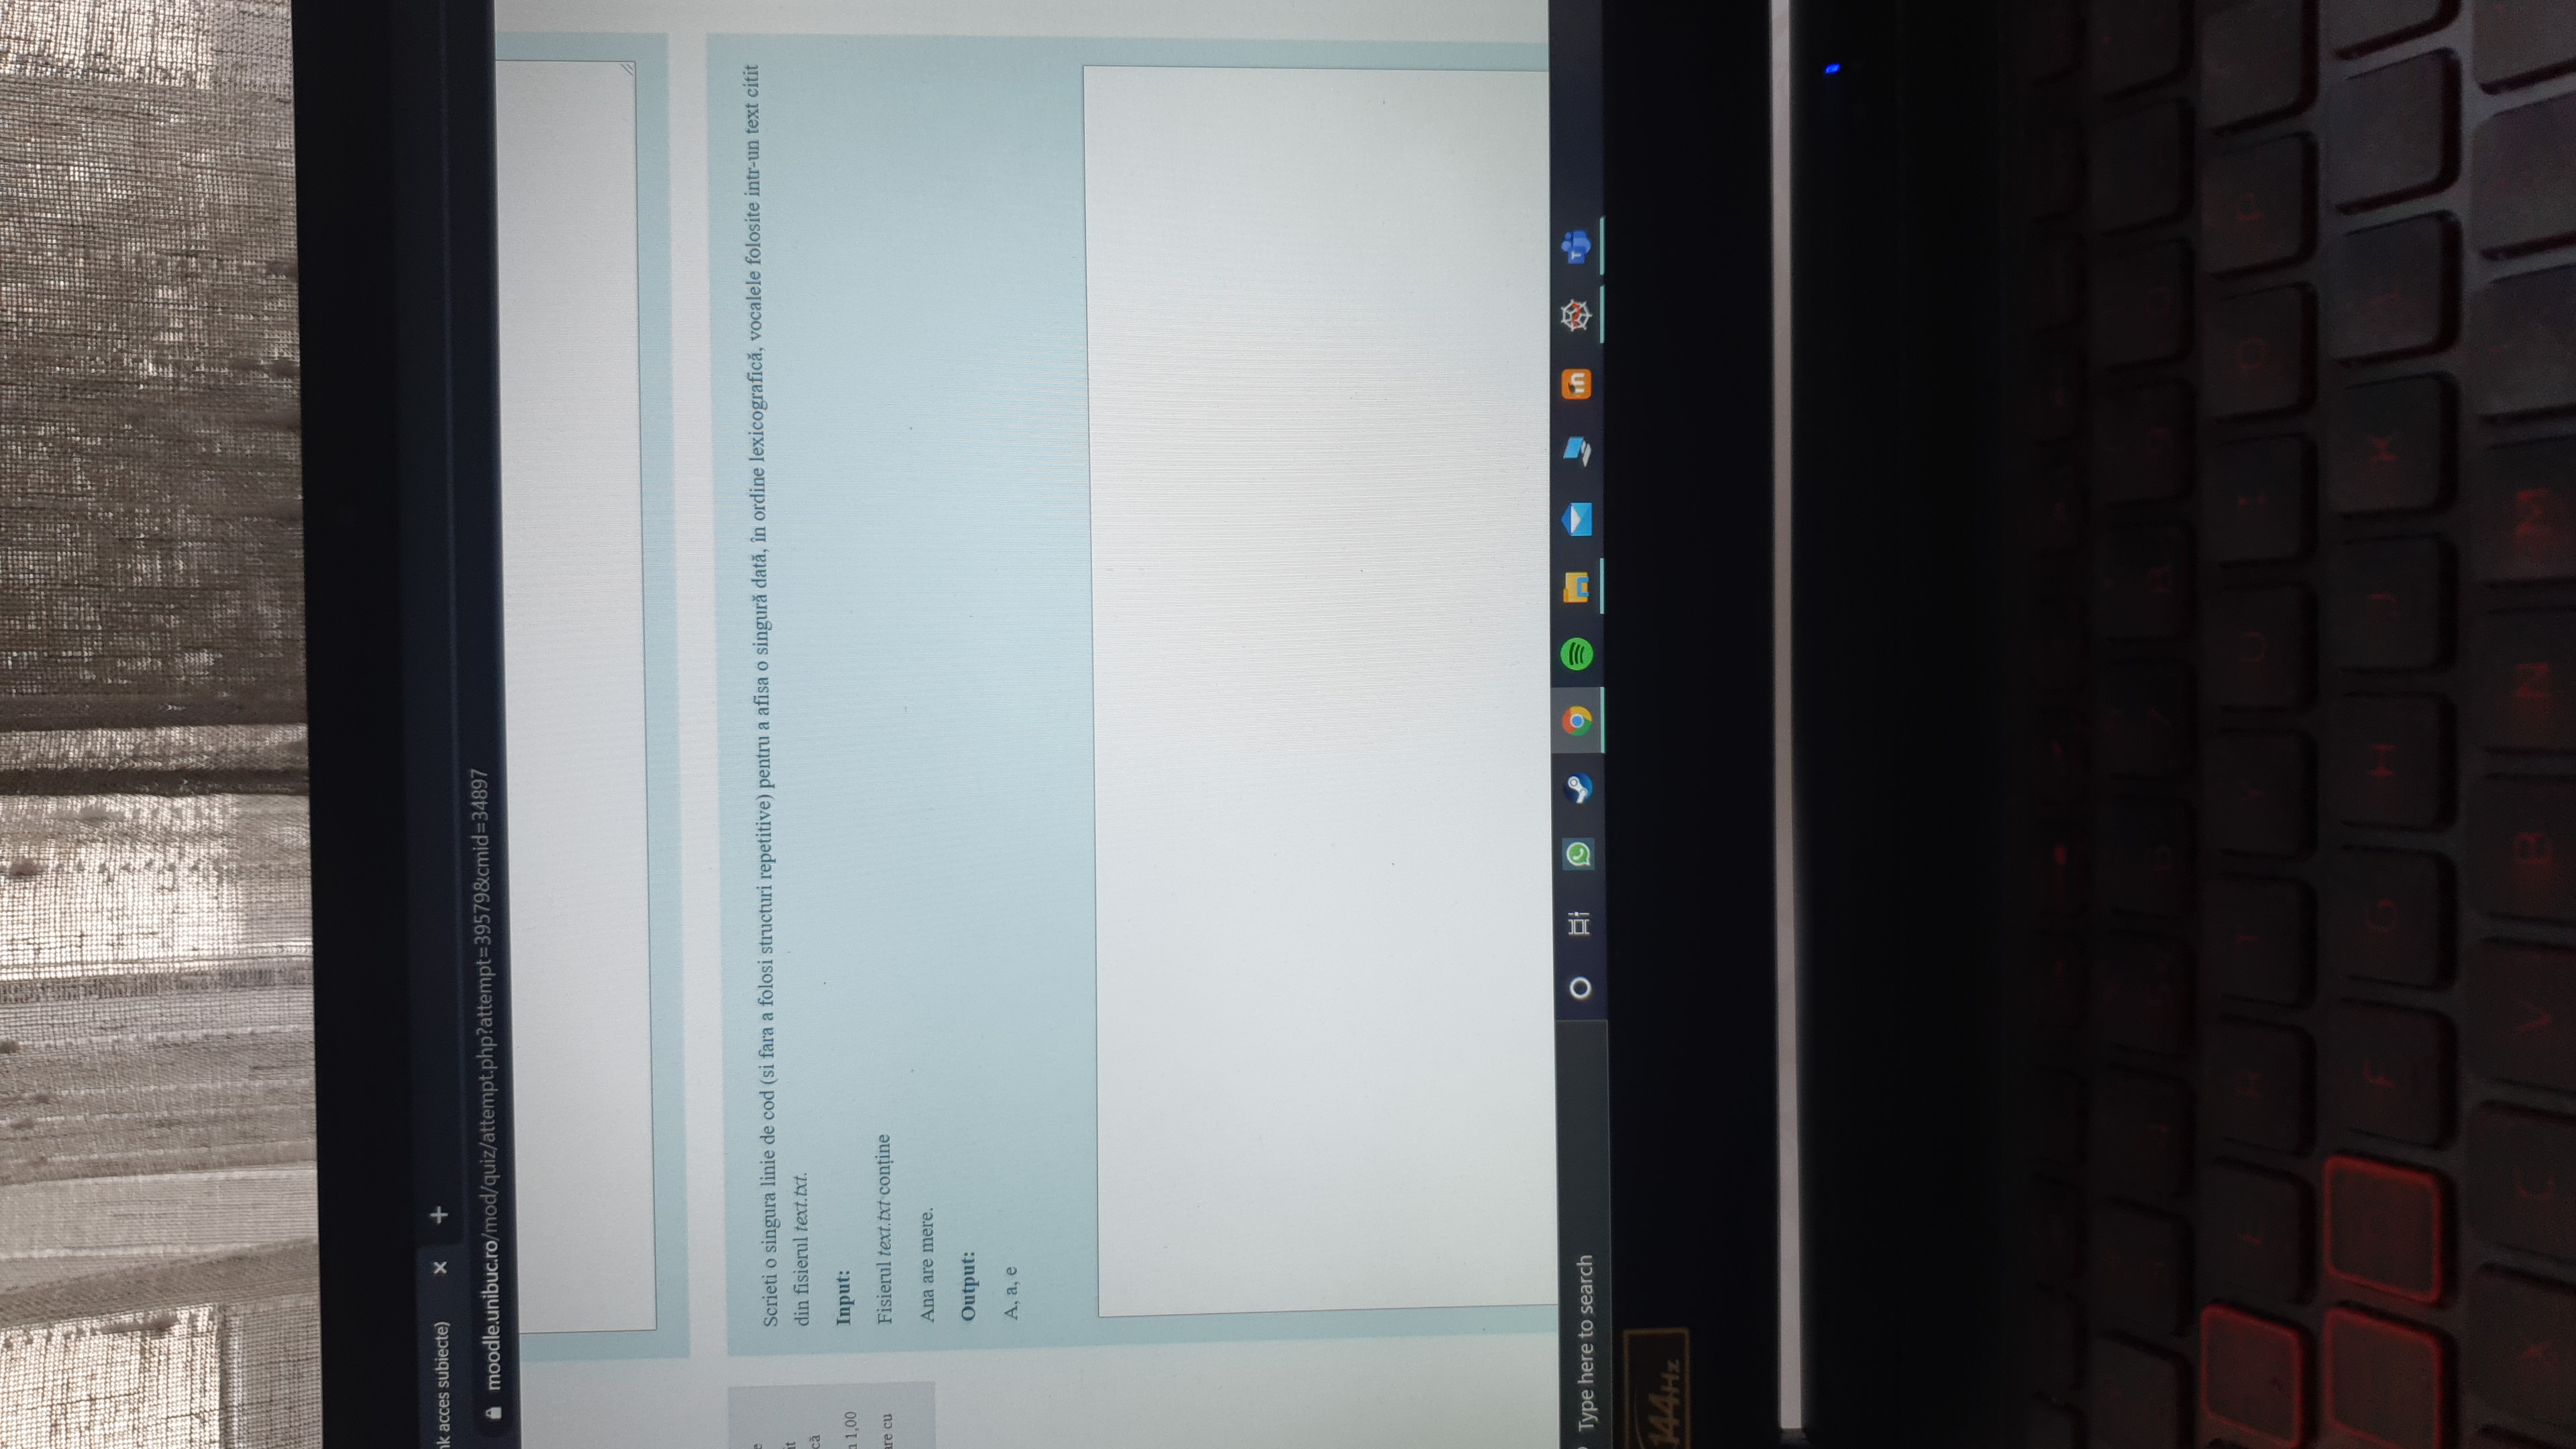 nk acces subiecte)
moodle.unibuc.ro/mod/quiz/attempt.php?attempt=39579&cmid=34897
e
it
că
1,00
are cu
Scrieti o singura linie de cod (si fara a folosi structuri repetitive) pentru a afisa o singură dată, în ordine lexicografică, vocalele folosite intr-un text citit
din fisierul text.txt.
Input:
Fisierul text.txt conține
Ana are mere.
Output:
A, a, e
Type here to search
144Hz
E R T Y U I O P
F G H J K
X C V B N M